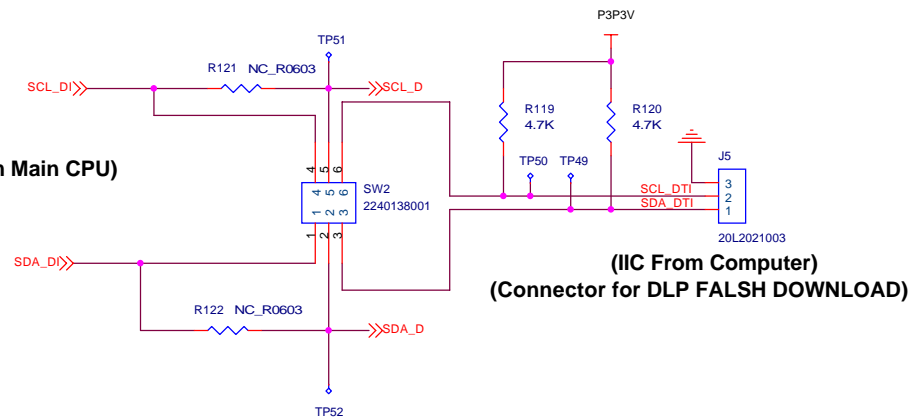 P3P3V
TP51
R121 NC_R0603
SCL_DI
SCL_D
R119
4.7K
R120
4.7K
TP50
TP49
J5
n Main CPU)
4
5
6
4 5 6
1 2 3
SW2
2240138001
1
2
3
SCL_DTI
SDA_DTI
3
2
1
20L2021003
SDA_DI
(IIC From Computer)
(Connector for DLP FALSH DOWNLOAD)
R122 NC_R0603
SDA_D
TP52